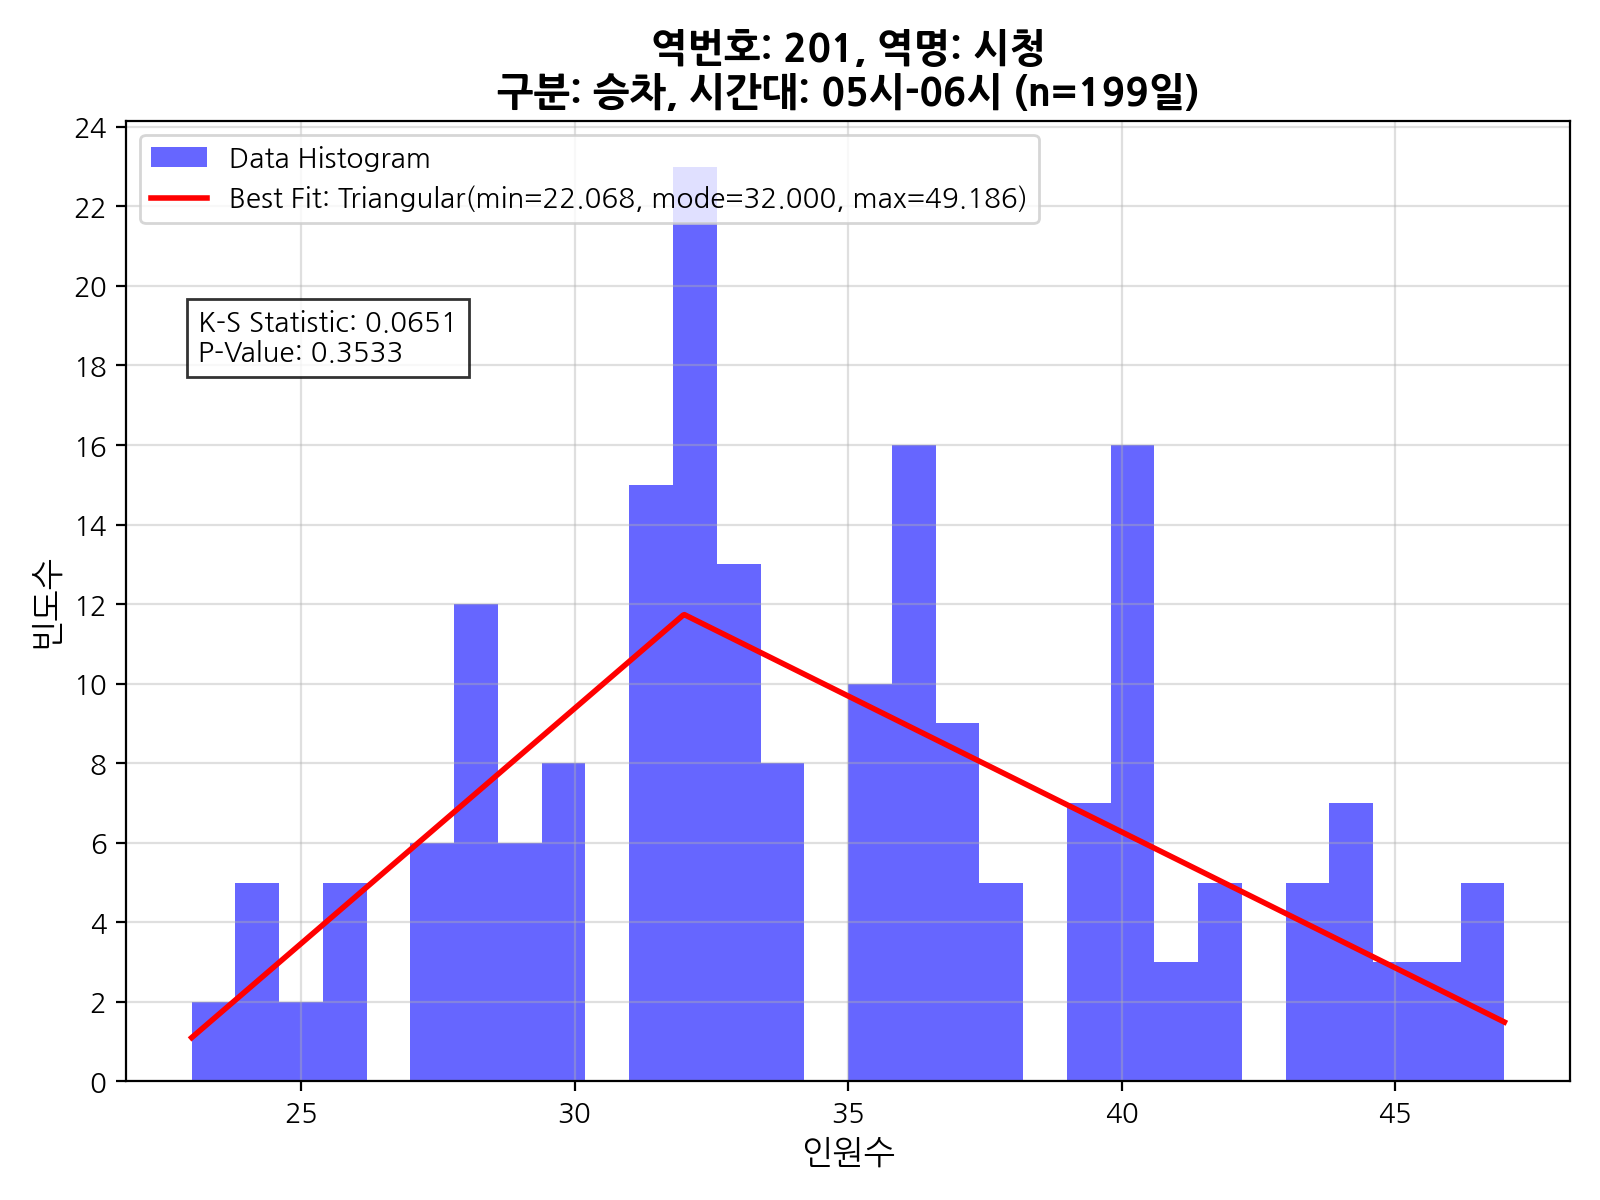 역번호: 201, 역명: 시청
구분: 승차, 시간대: 05시-06시 (n=199일)
Data Histogram
Best Fit: Triangular(min=22.068, mode=32.000, max=49.186)
K-S Statistic: 0.0651
P-Value: 0.3533
24
22
20
18
16
14
12
10
8
6
4
2
0
빈도수
25
30
35
40
45
인원수